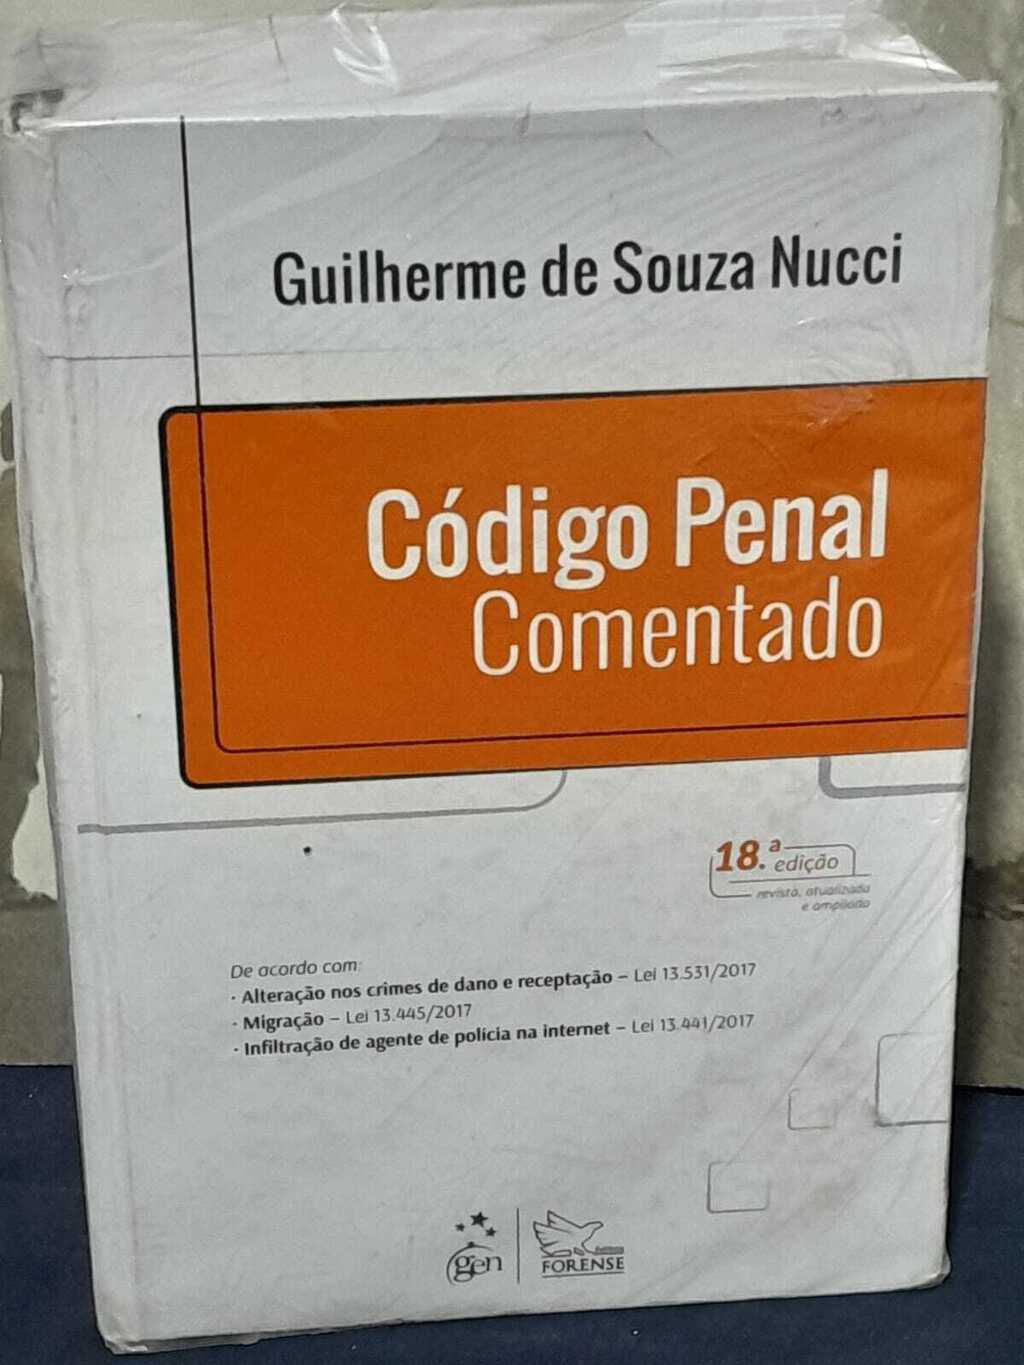 Guilherme de Souza Nucci
Código Penal
Comentado
18.ª edição
revista, atualizada
e ampliada
De acordo com:
· Alteração nos crimes de dano e receptação – Lei 13.531/2017
· Migração – Lei 13.445/2017
· Infiltração de agente de polícia na internet – Lei 13.441/2017
gen
FORENSE